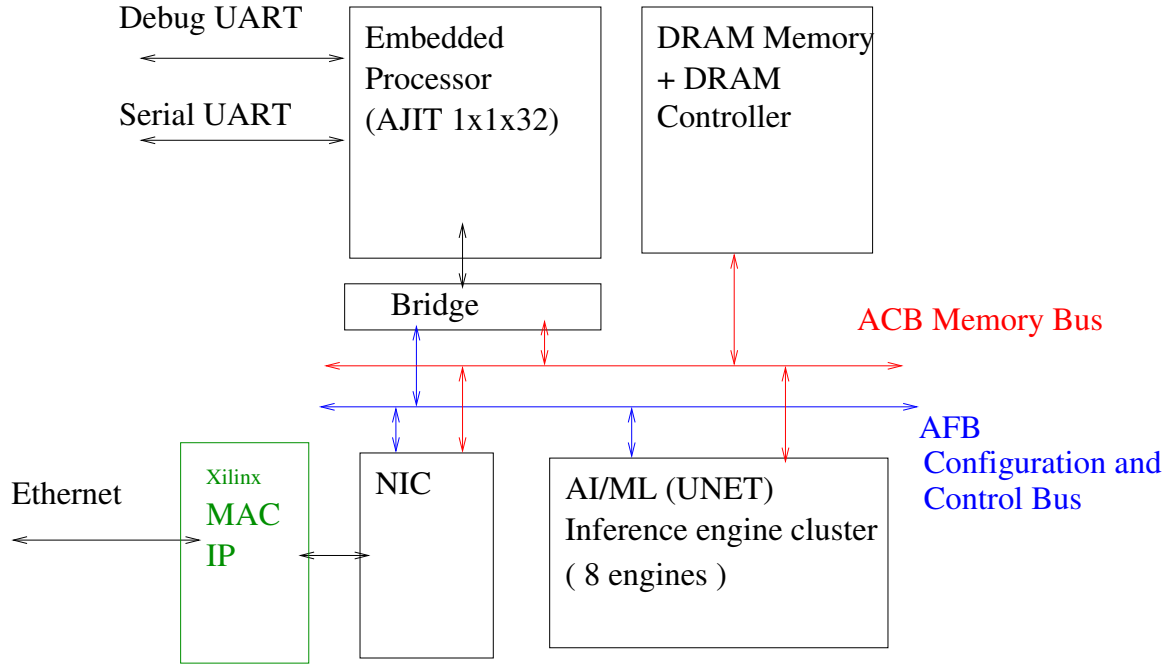 Debug UART
Serial UART
Embedded
Processor
(AJIT 1x1x32)
DRAM Memory
+ DRAM
Controller
Bridge
ACB Memory Bus
AFB
Configuration and
Control Bus
Ethernet
Xilinx
MAC
IP
NIC
AI/ML (UNET)
Inference engine cluster
( 8 engines )